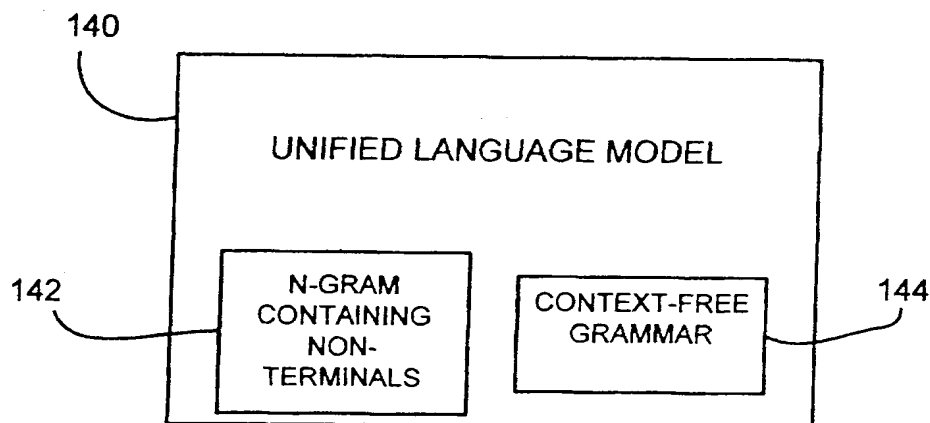 140
UNIFIED LANGUAGE MODEL
142
N-GRAM
CONTAINING
NON-
TERMINALS
CONTEXT-FREE
GRAMMAR
144